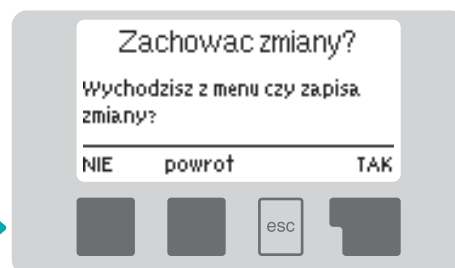 Zachowac zmiany?
Wychodzisz z menu czy zapisa
zmiany?
NIE powrot TAK
esc